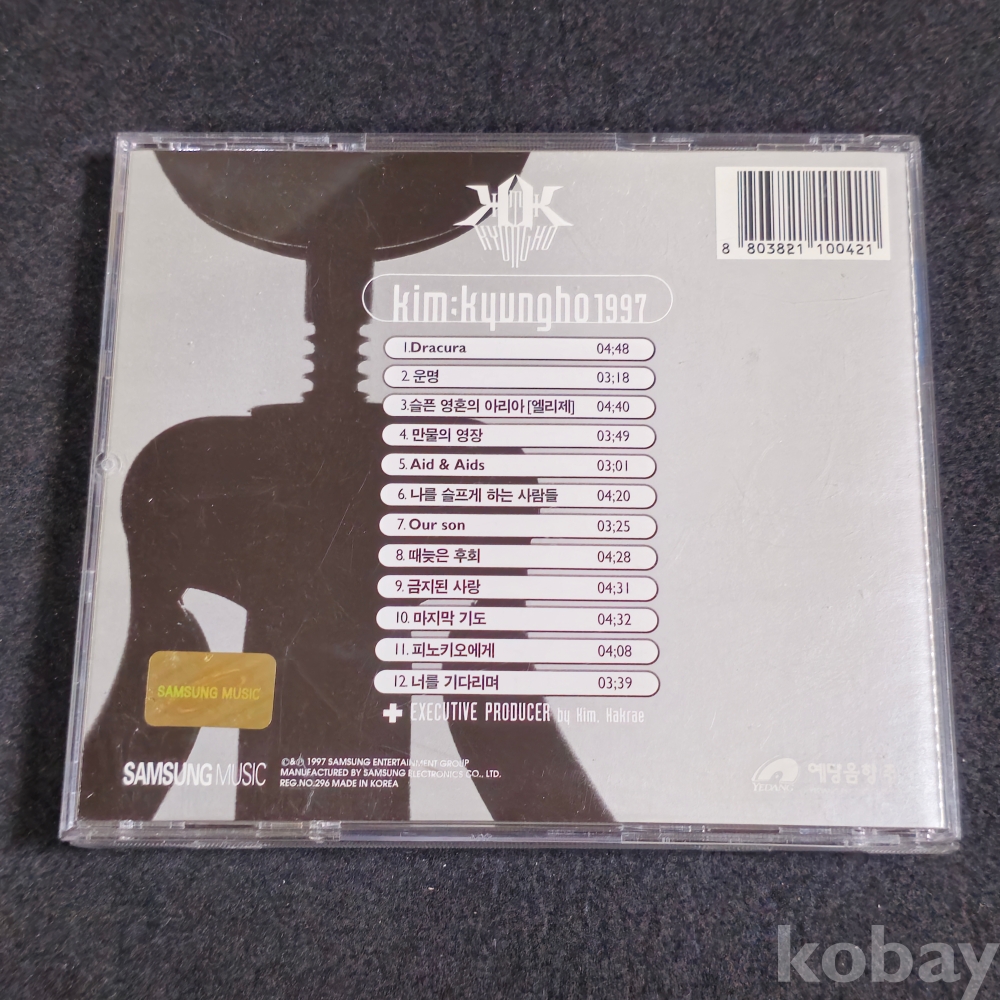 KIM
KYUNGHO
8 803821 100421
kim:kyungho 1997
1.Dracura 04;48
2.운명 03;18
3.슬픈 영혼의 아리아[엘리제] 04;40
4.만물의 영장 03;49
5.Aid & Aids 03;01
6.나를 슬프게 하는 사람들 04;20
7.Our son 03;25
8.때늦은 후회 04;28
9.금지된 사랑 04;31
10.마지막 기도 04;32
11.피노키오에게 04;08
12.너를 기다리며 03;39
EXECUTIVE PRODUCER by Kim, Hakrae
SAMSUNG MUSIC
SAMSUNG MUSIC
©&℗ 1997 SAMSUNG ENTERTAINMENT GROUP
MANUFACTURED BY SAMSUNG ELECTRONICS CO., LTD.
REG.NO.296 MADE IN KOREA
YEDANG
예당음향
kobay